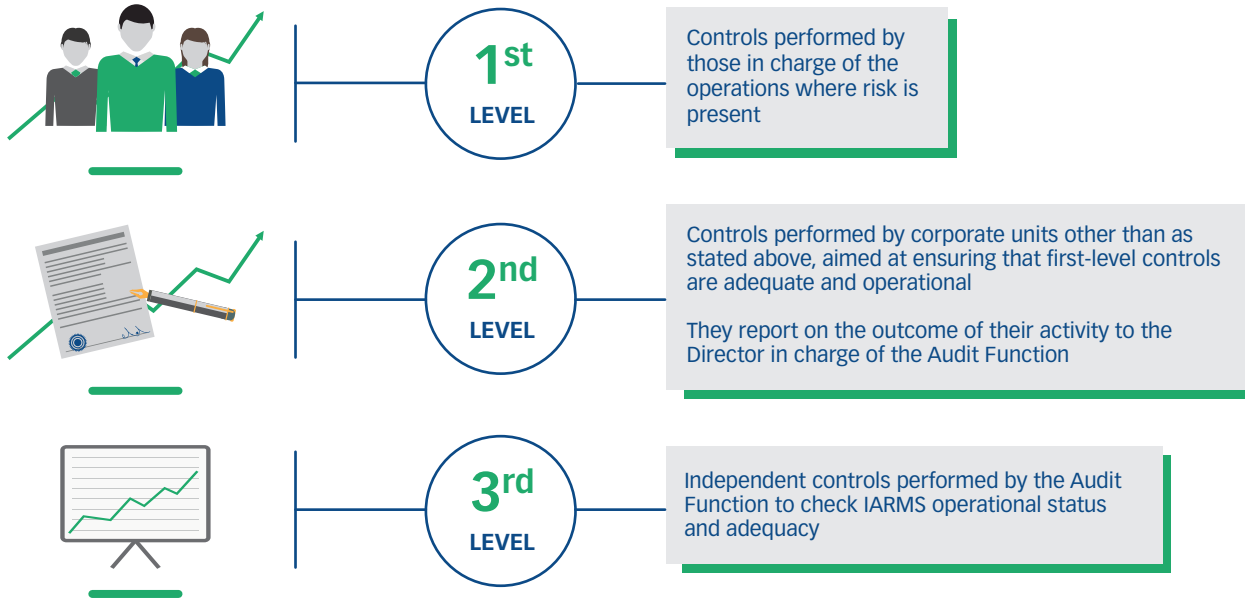 1st
LEVEL
Controls performed by
those in charge of the
operations where risk is
present
2nd
LEVEL
Controls performed by corporate units other than as
stated above, aimed at ensuring that first-level controls
are adequate and operational
They report on the outcome of their activity to the
Director in charge of the Audit Function
3rd
LEVEL
Independent controls performed by the Audit
Function to check IARMS operational status
and adequacy